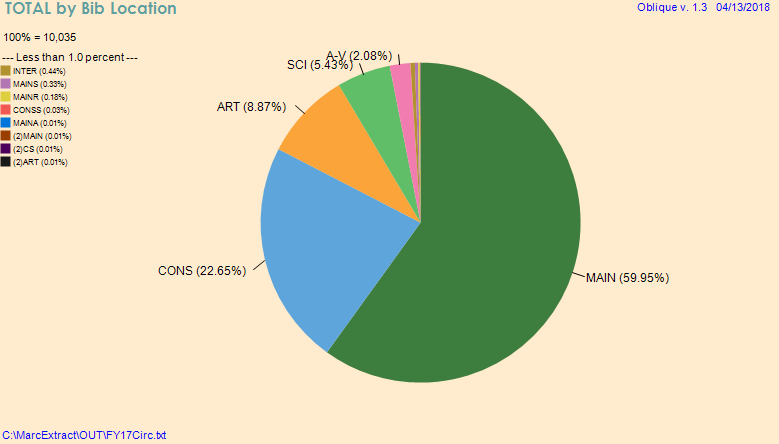 TOTAL by Bib Location
Oblique v. 1.3 04/13/2018
100% = 10,035
--- Less than 1.0 percent ---
INTER (0.44%)
MAINS (0.33%)
MAINR (0.18%)
CONSS (0.03%)
MAINA (0.01%)
(2)MAIN (0.01%)
(2)CS (0.01%)
(2)ART (0.01%)
A-V (2.08%)
SCI (5.43%)
ART (8.87%)
CONS (22.65%)
MAIN (59.95%)
C:\MarcExtract\OUT\FY17Circ.txt